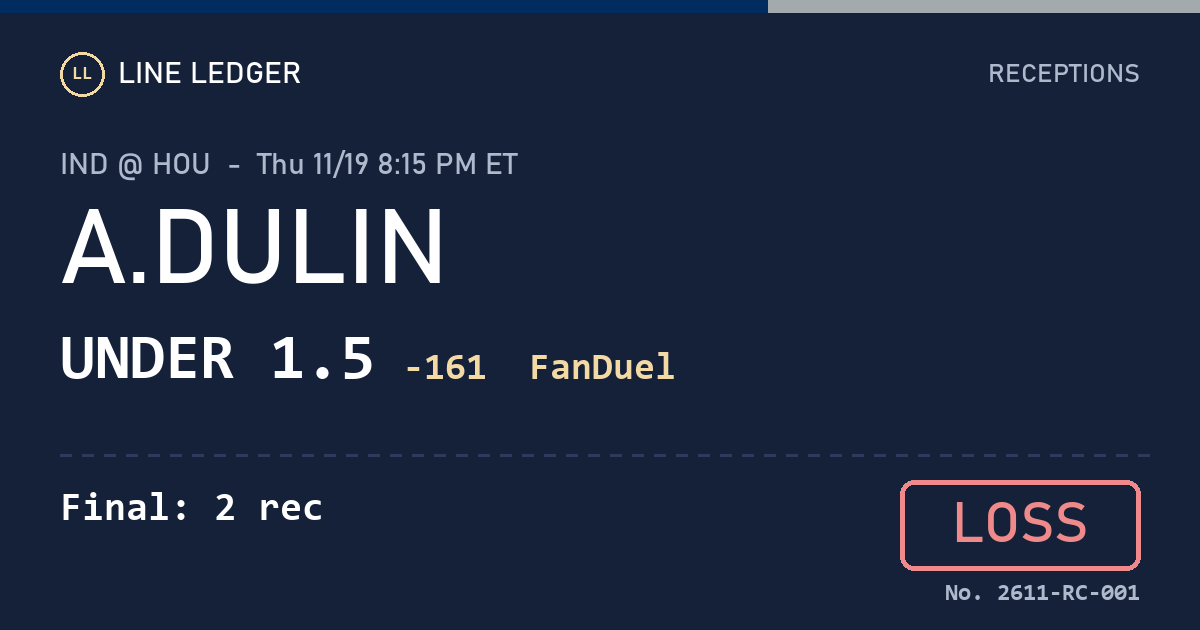 LL LINE LEDGER
RECEPTIONS
IND @ HOU - Thu 11/19 8:15 PM ET
A.DULIN
UNDER 1.5 -161 FanDuel
Final: 2 rec
LOSS
No. 2611-RC-001